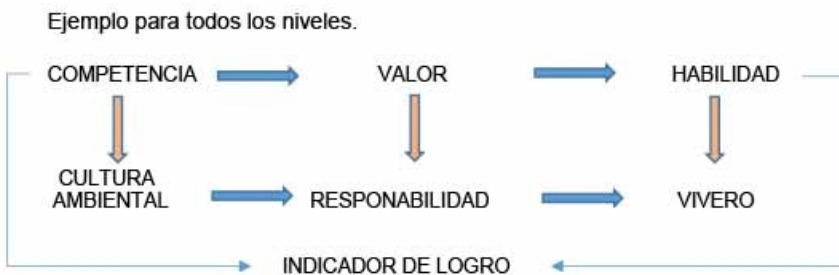 Ejemplo para todos los niveles.
COMPETENCIA VALOR HABILIDAD
CULTURA
AMBIENTAL RESPONABILIDAD VIVERO
INDICADOR DE LOGRO